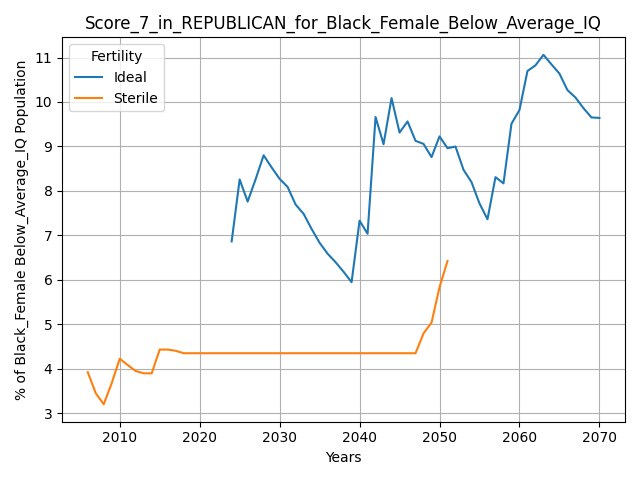 Score_7_in_REPUBLICAN_for_Black_Female_Below_Average_IQ
Fertility
Ideal
Sterile
% of Black_Female Below_Average_IQ Population
11
10
9
8
7
6
5
4
3
2010 2020 2030 2040 2050 2060 2070
Years